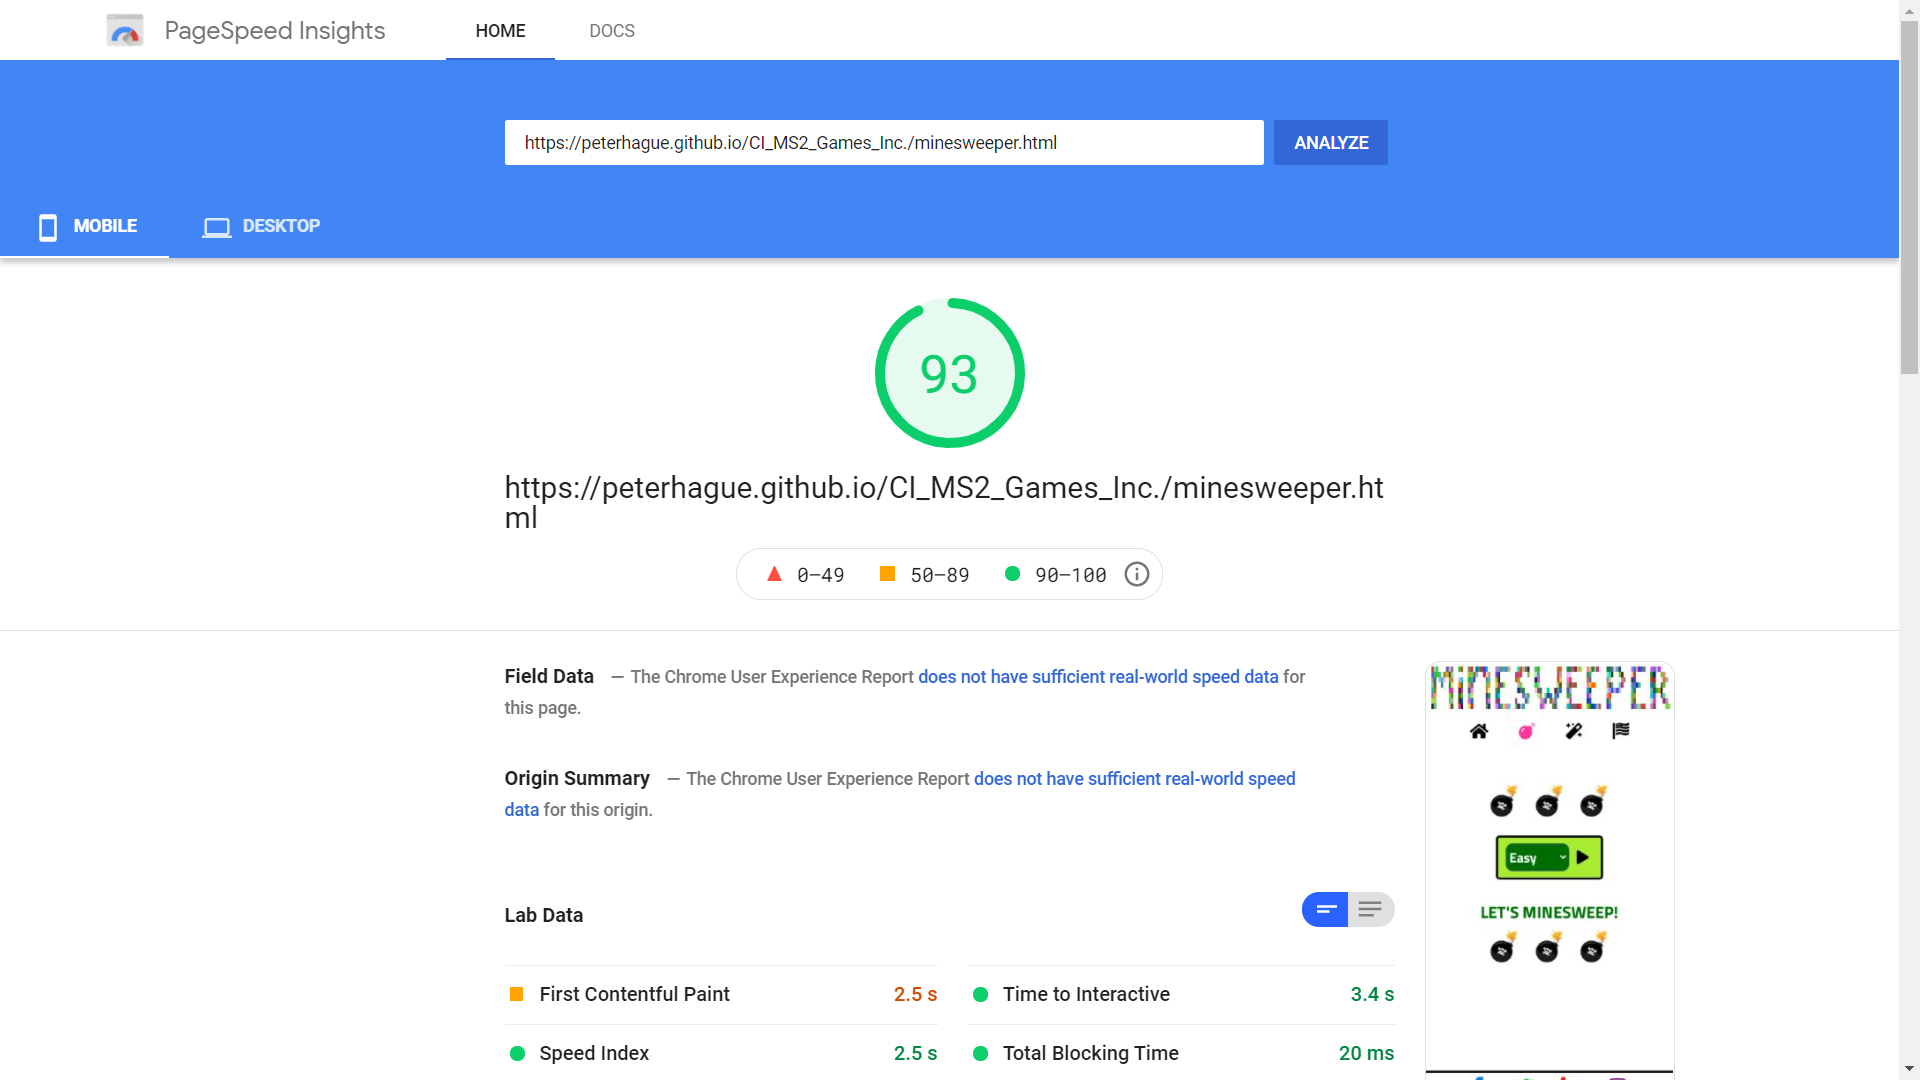 PageSpeed Insights
HOME
DOCS
https://peterhague.github.io/CI_MS2_Games_Inc./minesweeper.html
ANALYZE
MOBILE
DESKTOP
93
https://peterhague.github.io/CI_MS2_Games_Inc./minesweeper.ht
ml
0–49
50–89
90–100
Field Data — The Chrome User Experience Report does not have sufficient real-world speed data for
this page.
Origin Summary — The Chrome User Experience Report does not have sufficient real-world speed
data for this origin.
MiNESWEEPER
Easy
LET'S MINESWEEP!
Lab Data
First Contentful Paint 2.5 s
Time to Interactive 3.4 s
Speed Index 2.5 s
Total Blocking Time 20 ms